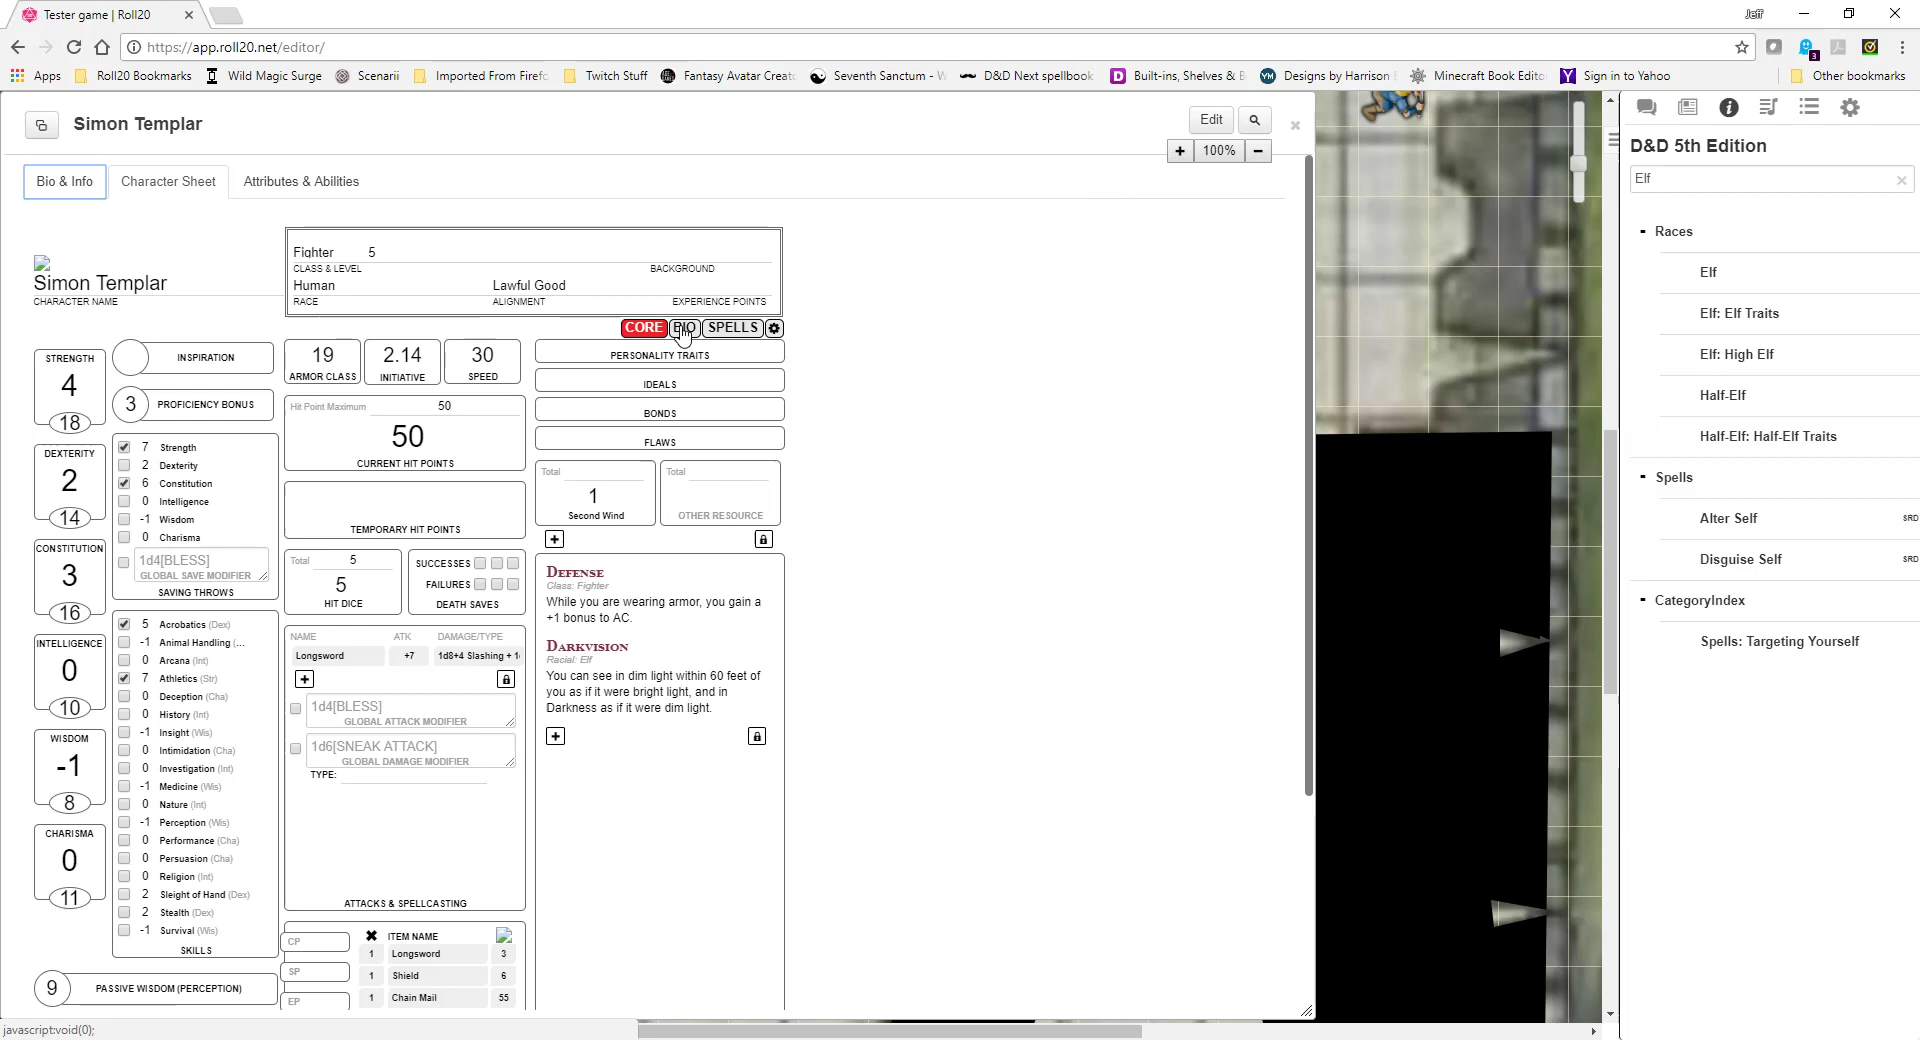 Tester game | Roll20
Jeff
https://app.roll20.net/editor/
3
Apps Roll20 Bookmarks Wild Magic Surge Scenarii Imported From Firefo Twitch Stuff Fantasy Avatar Creato Seventh Sanctum - W D&D Next spellbook Built-ins, Shelves & B Designs by Harrison Minecraft Book Edito Sign in to Yahoo Other bookmarks
Simon Templar
Edit
+ 100% −
Bio & Info Character Sheet Attributes & Abilities
Simon Templar
CHARACTER NAME
Fighter 5
CLASS & LEVEL BACKGROUND
Human Lawful Good
RACE ALIGNMENT EXPERIENCE POINTS
CORE BIO SPELLS
STRENGTH
4
18
DEXTERITY
2
14
CONSTITUTION
3
16
INTELLIGENCE
0
10
WISDOM
-1
8
CHARISMA
0
11
INSPIRATION
3 PROFICIENCY BONUS
7 Strength
2 Dexterity
6 Constitution
0 Intelligence
-1 Wisdom
0 Charisma
1d4[BLESS]
GLOBAL SAVE MODIFIER
SAVING THROWS
5 Acrobatics (Dex)
-1 Animal Handling (...
0 Arcana (Int)
7 Athletics (Str)
0 Deception (Cha)
0 History (Int)
-1 Insight (Wis)
0 Intimidation (Cha)
0 Investigation (Int)
-1 Medicine (Wis)
0 Nature (Int)
-1 Perception (Wis)
0 Performance (Cha)
0 Persuasion (Cha)
0 Religion (Int)
2 Sleight of Hand (Dex)
2 Stealth (Dex)
-1 Survival (Wis)
SKILLS
9 PASSIVE WISDOM (PERCEPTION)
19 2.14 30
ARMOR CLASS INITIATIVE SPEED
Hit Point Maximum 50
50
CURRENT HIT POINTS
TEMPORARY HIT POINTS
Total 5
5
HIT DICE
SUCCESSES
FAILURES
DEATH SAVES
NAME ATK DAMAGE/TYPE
Longsword +7 1d8+4 Slashing + 1
+
1d4[BLESS]
GLOBAL ATTACK MODIFIER
1d6[SNEAK ATTACK]
GLOBAL DAMAGE MODIFIER
TYPE:
ATTACKS & SPELLCASTING
CP
SP
EP
ITEM NAME
1 Longsword 3
1 Shield 6
1 Chain Mail 55
PERSONALITY TRAITS
IDEALS
BONDS
FLAWS
Total
1
Second Wind
Total
OTHER RESOURCE
+
DEFENSE
Class: Fighter
While you are wearing armor, you gain a
+1 bonus to AC.
DARKVISION
Racial: Elf
You can see in dim light within 60 feet of
you as if it were bright light, and in
Darkness as if it were dim light.
+
D&D 5th Edition
Elf
Races
Elf
Elf: Elf Traits
Elf: High Elf
Half-Elf
Half-Elf: Half-Elf Traits
Spells
Alter Self SRD
Disguise Self SRD
CategoryIndex
Spells: Targeting Yourself
javascript:void(0);